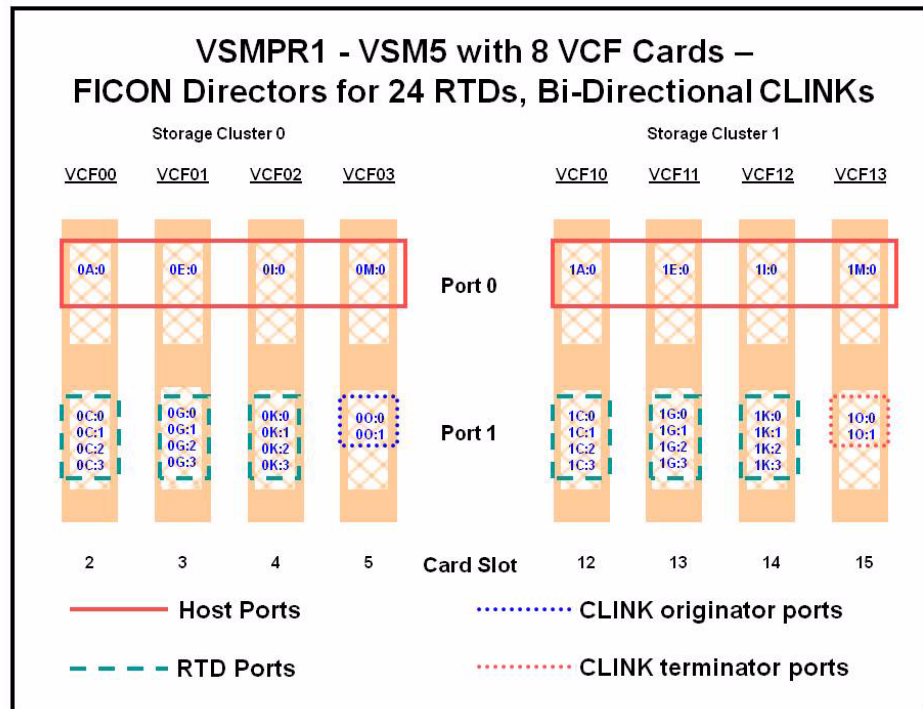 VSMPR1 - VSM5 with 8 VCF Cards –
FICON Directors for 24 RTDs, Bi-Directional CLINKs
Storage Cluster 0
Storage Cluster 1
VCF00 VCF01 VCF02 VCF03
VCF10 VCF11 VCF12 VCF13
0A:0 0E:0 0I:0 0M:0
Port 0
1A:0 1E:0 1I:0 1M:0
0C:0 0G:0 0K:0 0O:0
0C:1 0G:1 0K:1 0O:1
0C:2 0G:2 0K:2
0C:3 0G:3 0K:3
Port 1
1C:0 1G:0 1K:0 1O:0
1C:1 1G:1 1K:1 1O:1
1C:2 1G:2 1K:2
1C:3 1G:3 1K:3
2 3 4 5 Card Slot 12 13 14 15
Host Ports
CLINK originator ports
RTD Ports
CLINK terminator ports